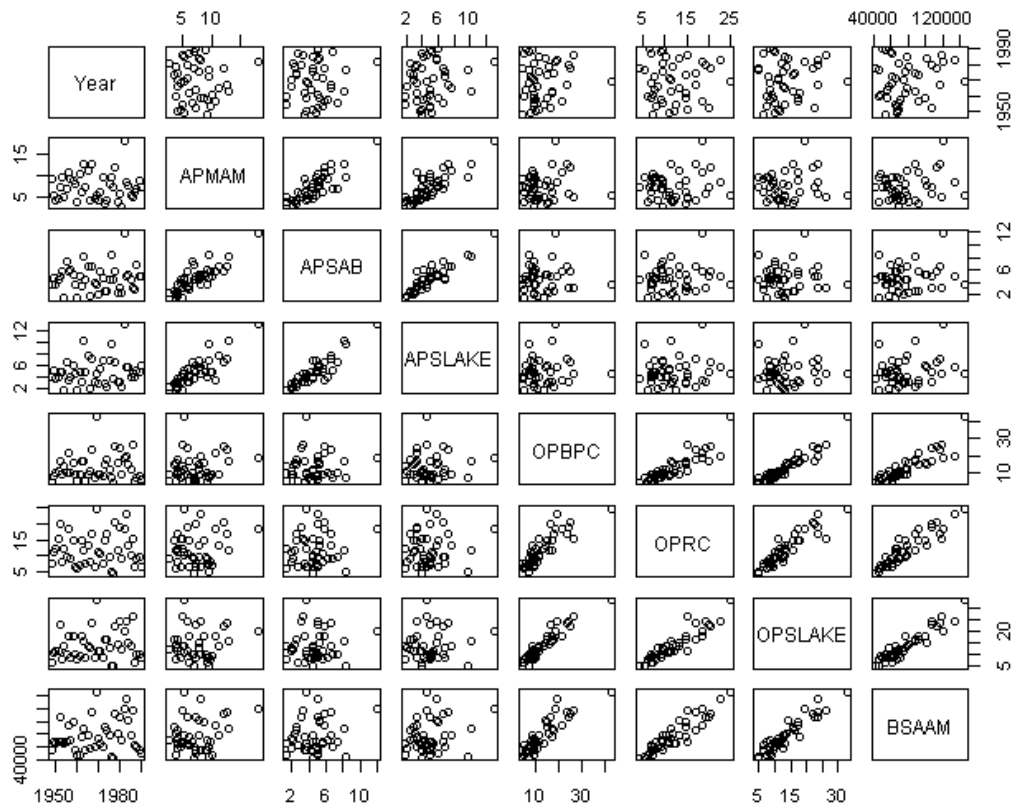 5 10 2 6 10 5 15 25 40000 120000
Year 1950 1990
5 15 APMAM
APSAB 2 6 12
2 6 12 APSLAKE
OPBPC 10 30
5 15 OPRC
OPSLAKE 5 20
40000 BSAAM
1950 1980 2 6 12 10 30 5 15 30